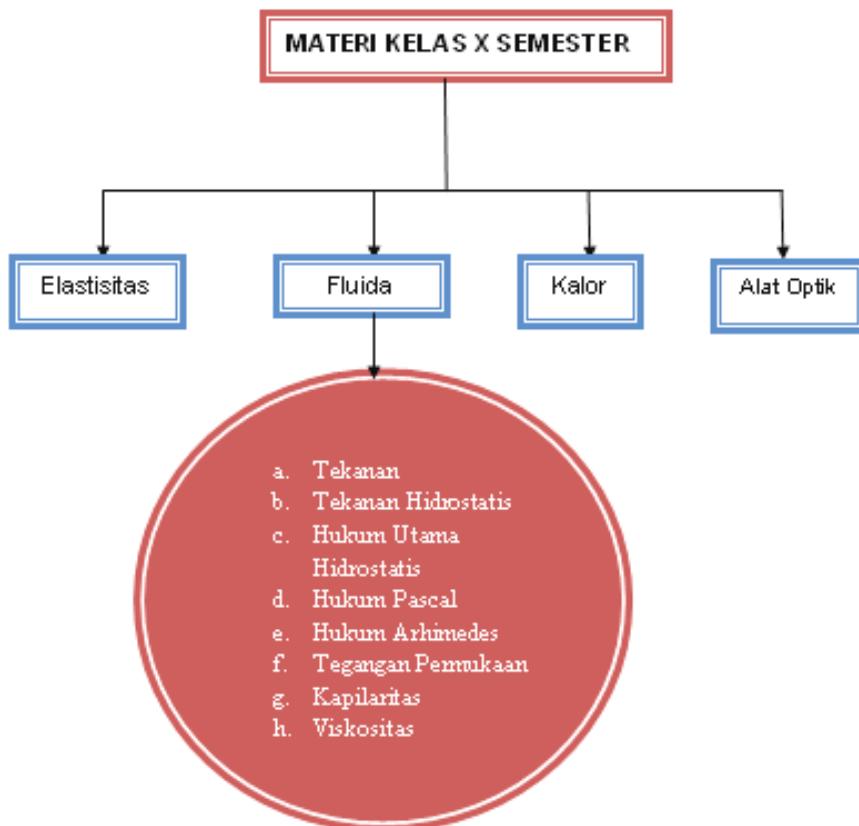 MATERI KELAS X SEMESTER
Elastisitas
Fluida
Kalor
Alat Optik
a. Tekanan
b. Tekanan Hidrostatis
c. Hukum Utama
Hidrostatis
d. Hukum Pascal
e. Hukum Arhimedes
f. Tegangan Permukaan
g. Kapilaritas
h. Viskositas